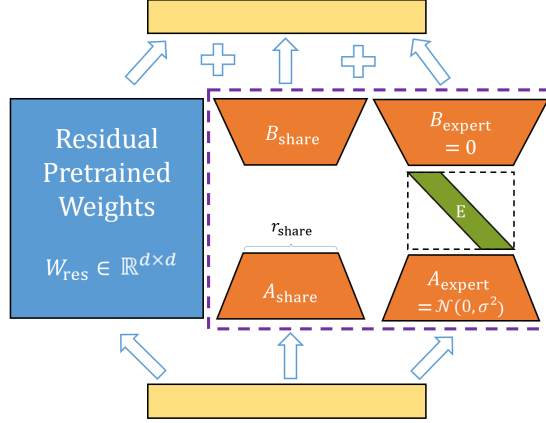 Residual
Pretrained
Weights
W_res ∈ ℝ^{d×d}
B_share
r_share
A_share
B_expert
= 0
E
A_expert
= 𝒩(0, σ²)